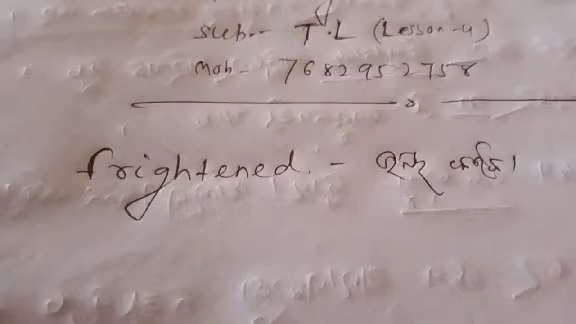 Sub.- T.L (Lesson-4)
Mob- 7682952758
frightened. -